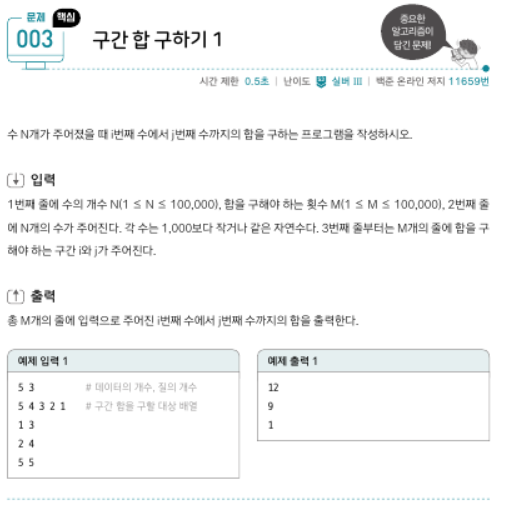 문제 핵심
003 구간 합 구하기 1
중요한
알고리즘이
담긴 문제!
시간 제한 0.5초 | 난이도 실버 III | 백준 온라인 저지 11659번
수 N개가 주어졌을 때 i번째 수에서 j번째 수까지의 합을 구하는 프로그램을 작성하시오.
입력
1번째 줄에 수의 개수 N(1 ≤ N ≤ 100,000), 합을 구해야 하는 횟수 M(1 ≤ M ≤ 100,000), 2번째 줄
에 N개의 수가 주어진다. 각 수는 1,000보다 작거나 같은 자연수다. 3번째 줄부터는 M개의 줄에 합을 구
해야 하는 구간 i와 j가 주어진다.
출력
총 M개의 줄에 입력으로 주어진 i번째 수에서 j번째 수까지의 합을 출력한다.
예제 입력 1
5 3 # 데이터의 개수, 질의 개수
5 4 3 2 1 # 구간 합을 구할 대상 배열
1 3
2 4
5 5
예제 출력 1
12
9
1